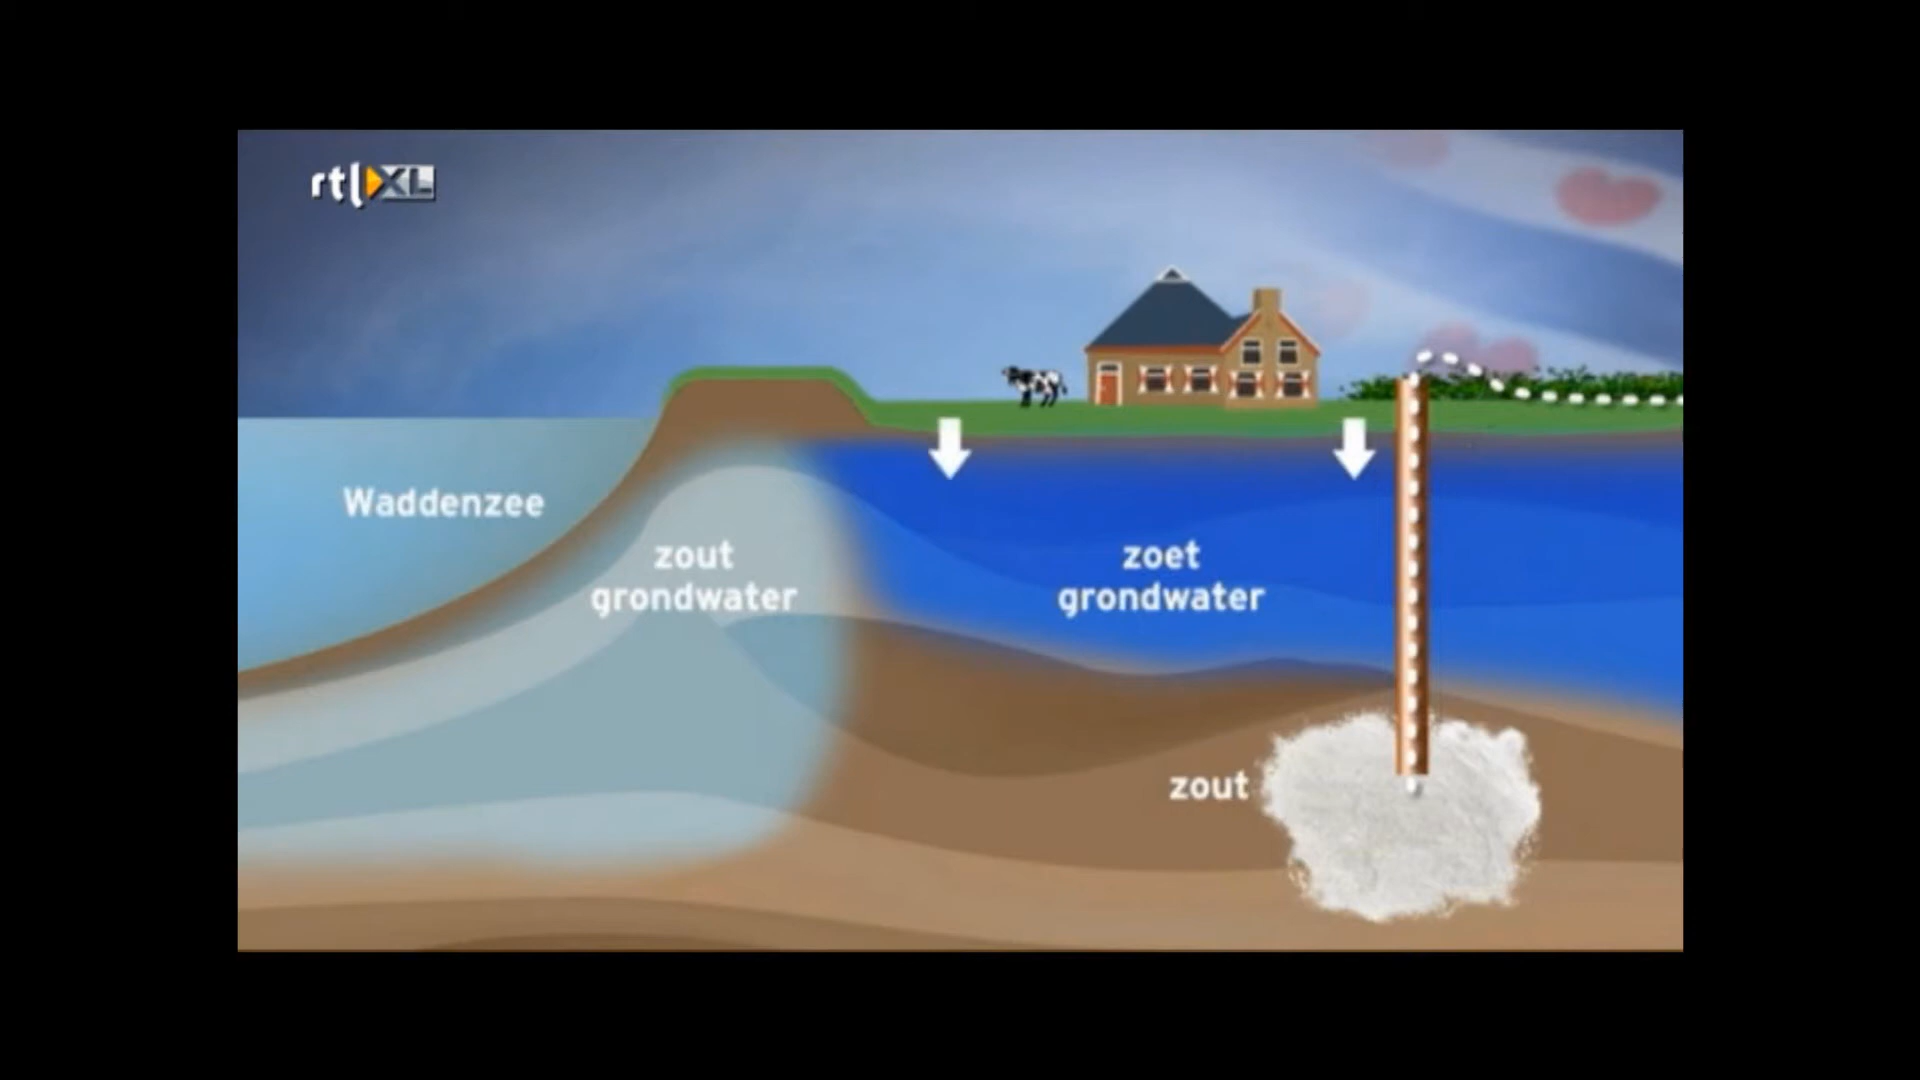 rtl XL
Waddenzee
zout
grondwater
zoet
grondwater
zout